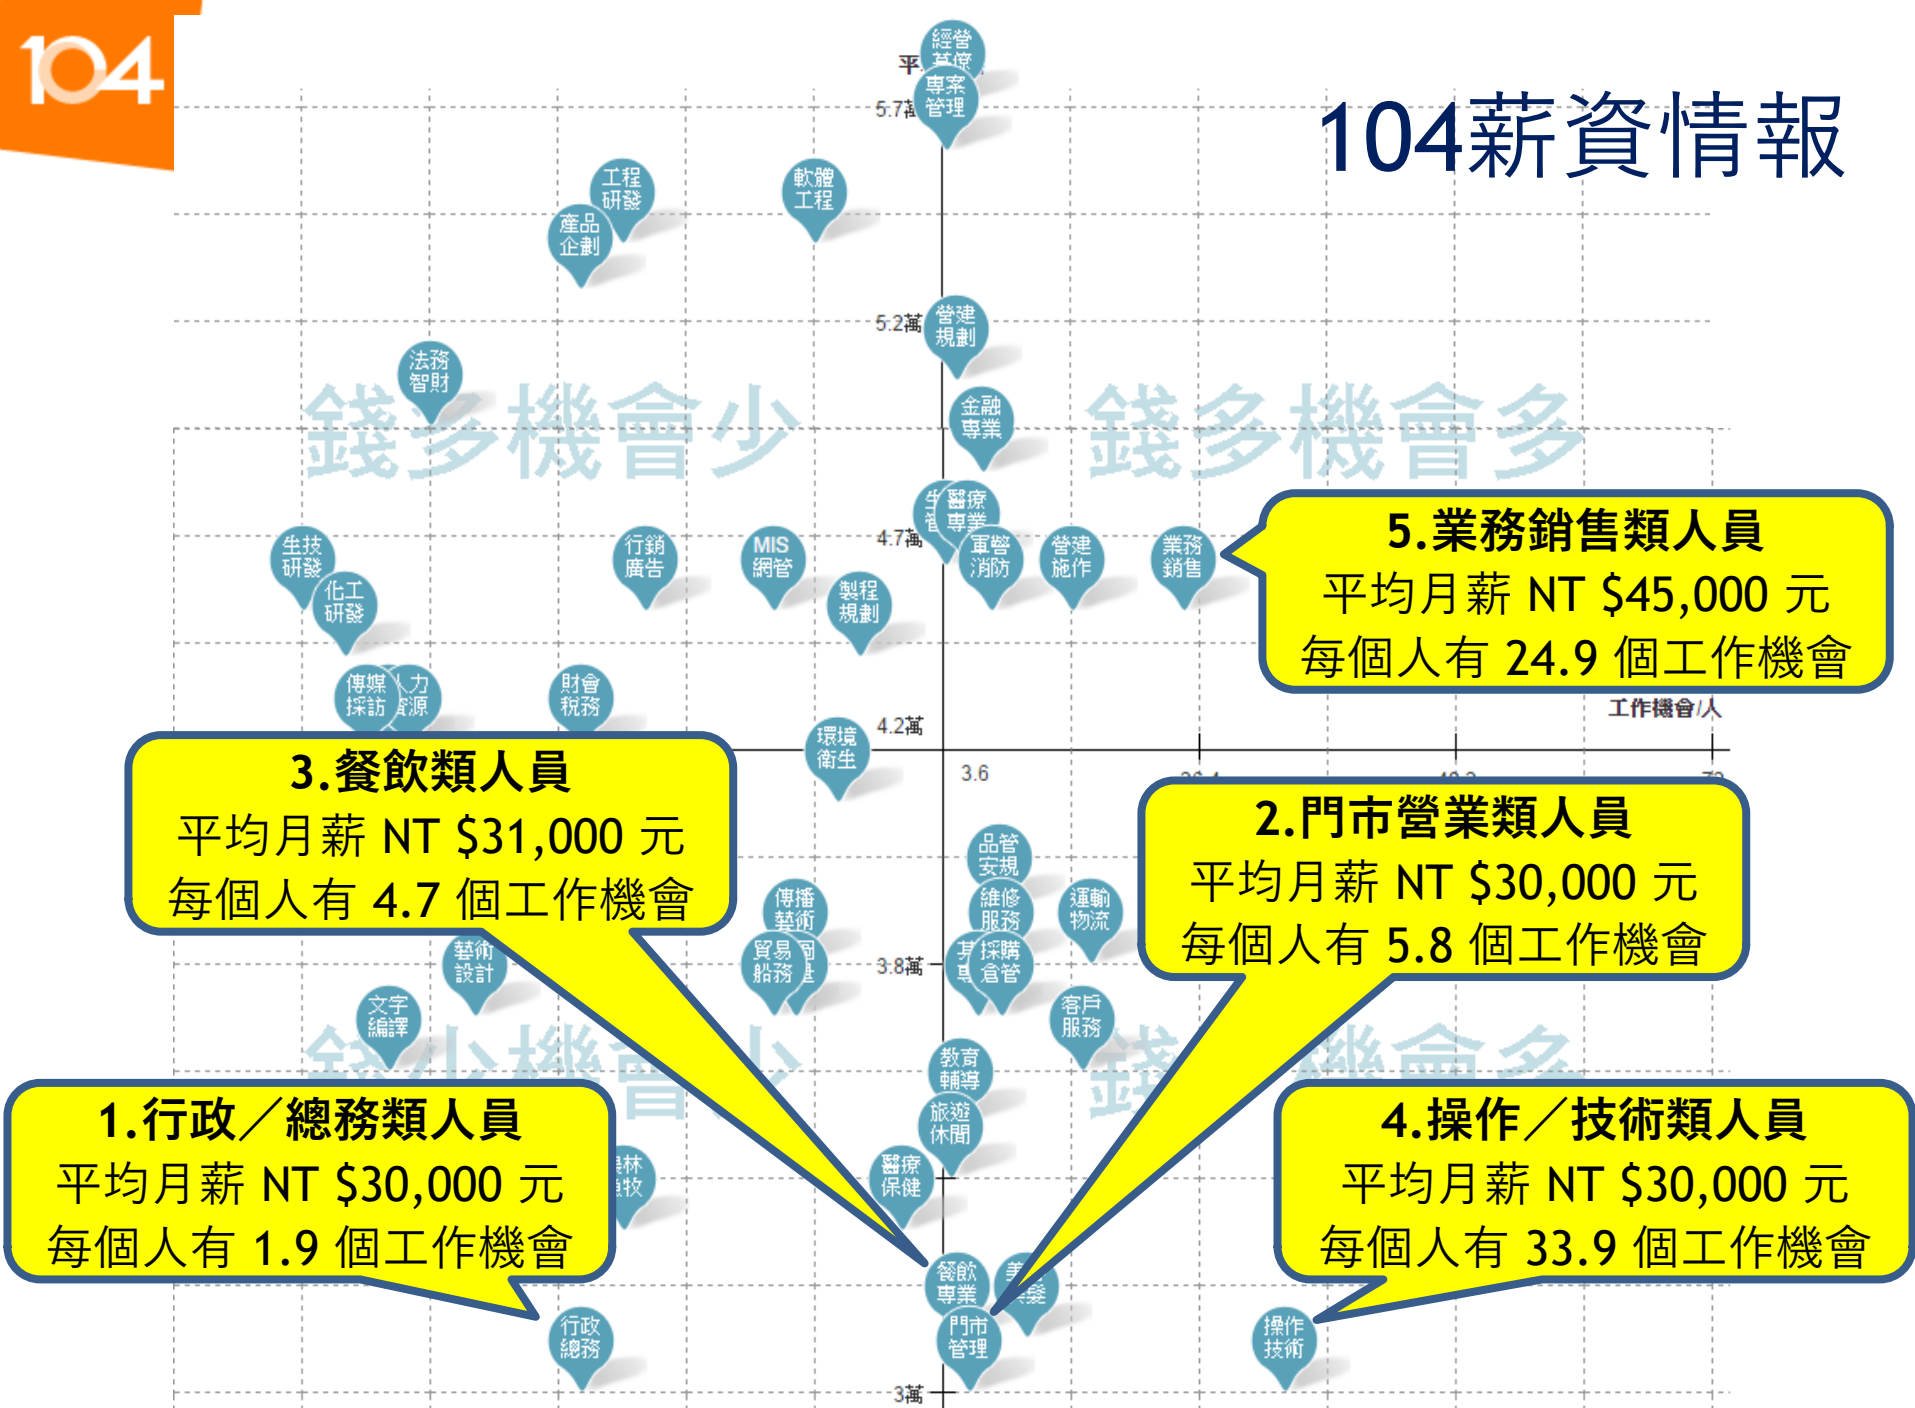 104
104薪資情報
經營
專案
管理
5.7萬
工程
研發
軟體
工程
產品
企劃
5.2萬
營建
規劃
法務
智財
金融
專業
錢多機會少
錢多機會多
醫療
專業
4.7萬
生技
研發
行銷
廣告
MIS
網管
軍警
消防
營建
施作
業務
銷售
化工
研發
製程
規劃
5.業務銷售類人員
平均月薪 NT $45,000 元
每個人有 24.9 個工作機會
傳媒
採訪
人力
資源
財會
稅務
工作機會/人
4.2萬
環境
衛生
3.6
3.餐飲類人員
平均月薪 NT $31,000 元
每個人有 4.7 個工作機會
2.門市營業類人員
平均月薪 NT $30,000 元
每個人有 5.8 個工作機會
品管
安規
傳播
藝術
維修
服務
運輸
物流
藝術
設計
貿易
船務
3.8萬
採購
倉管
文字
編譯
客戶
服務
教育
輔導
旅遊
休閒
醫療
保健
1.行政／總務類人員
平均月薪 NT $30,000 元
每個人有 1.9 個工作機會
4.操作／技術類人員
平均月薪 NT $30,000 元
每個人有 33.9 個工作機會
餐飲
專業
行政
總務
門市
管理
操作
技術
3萬